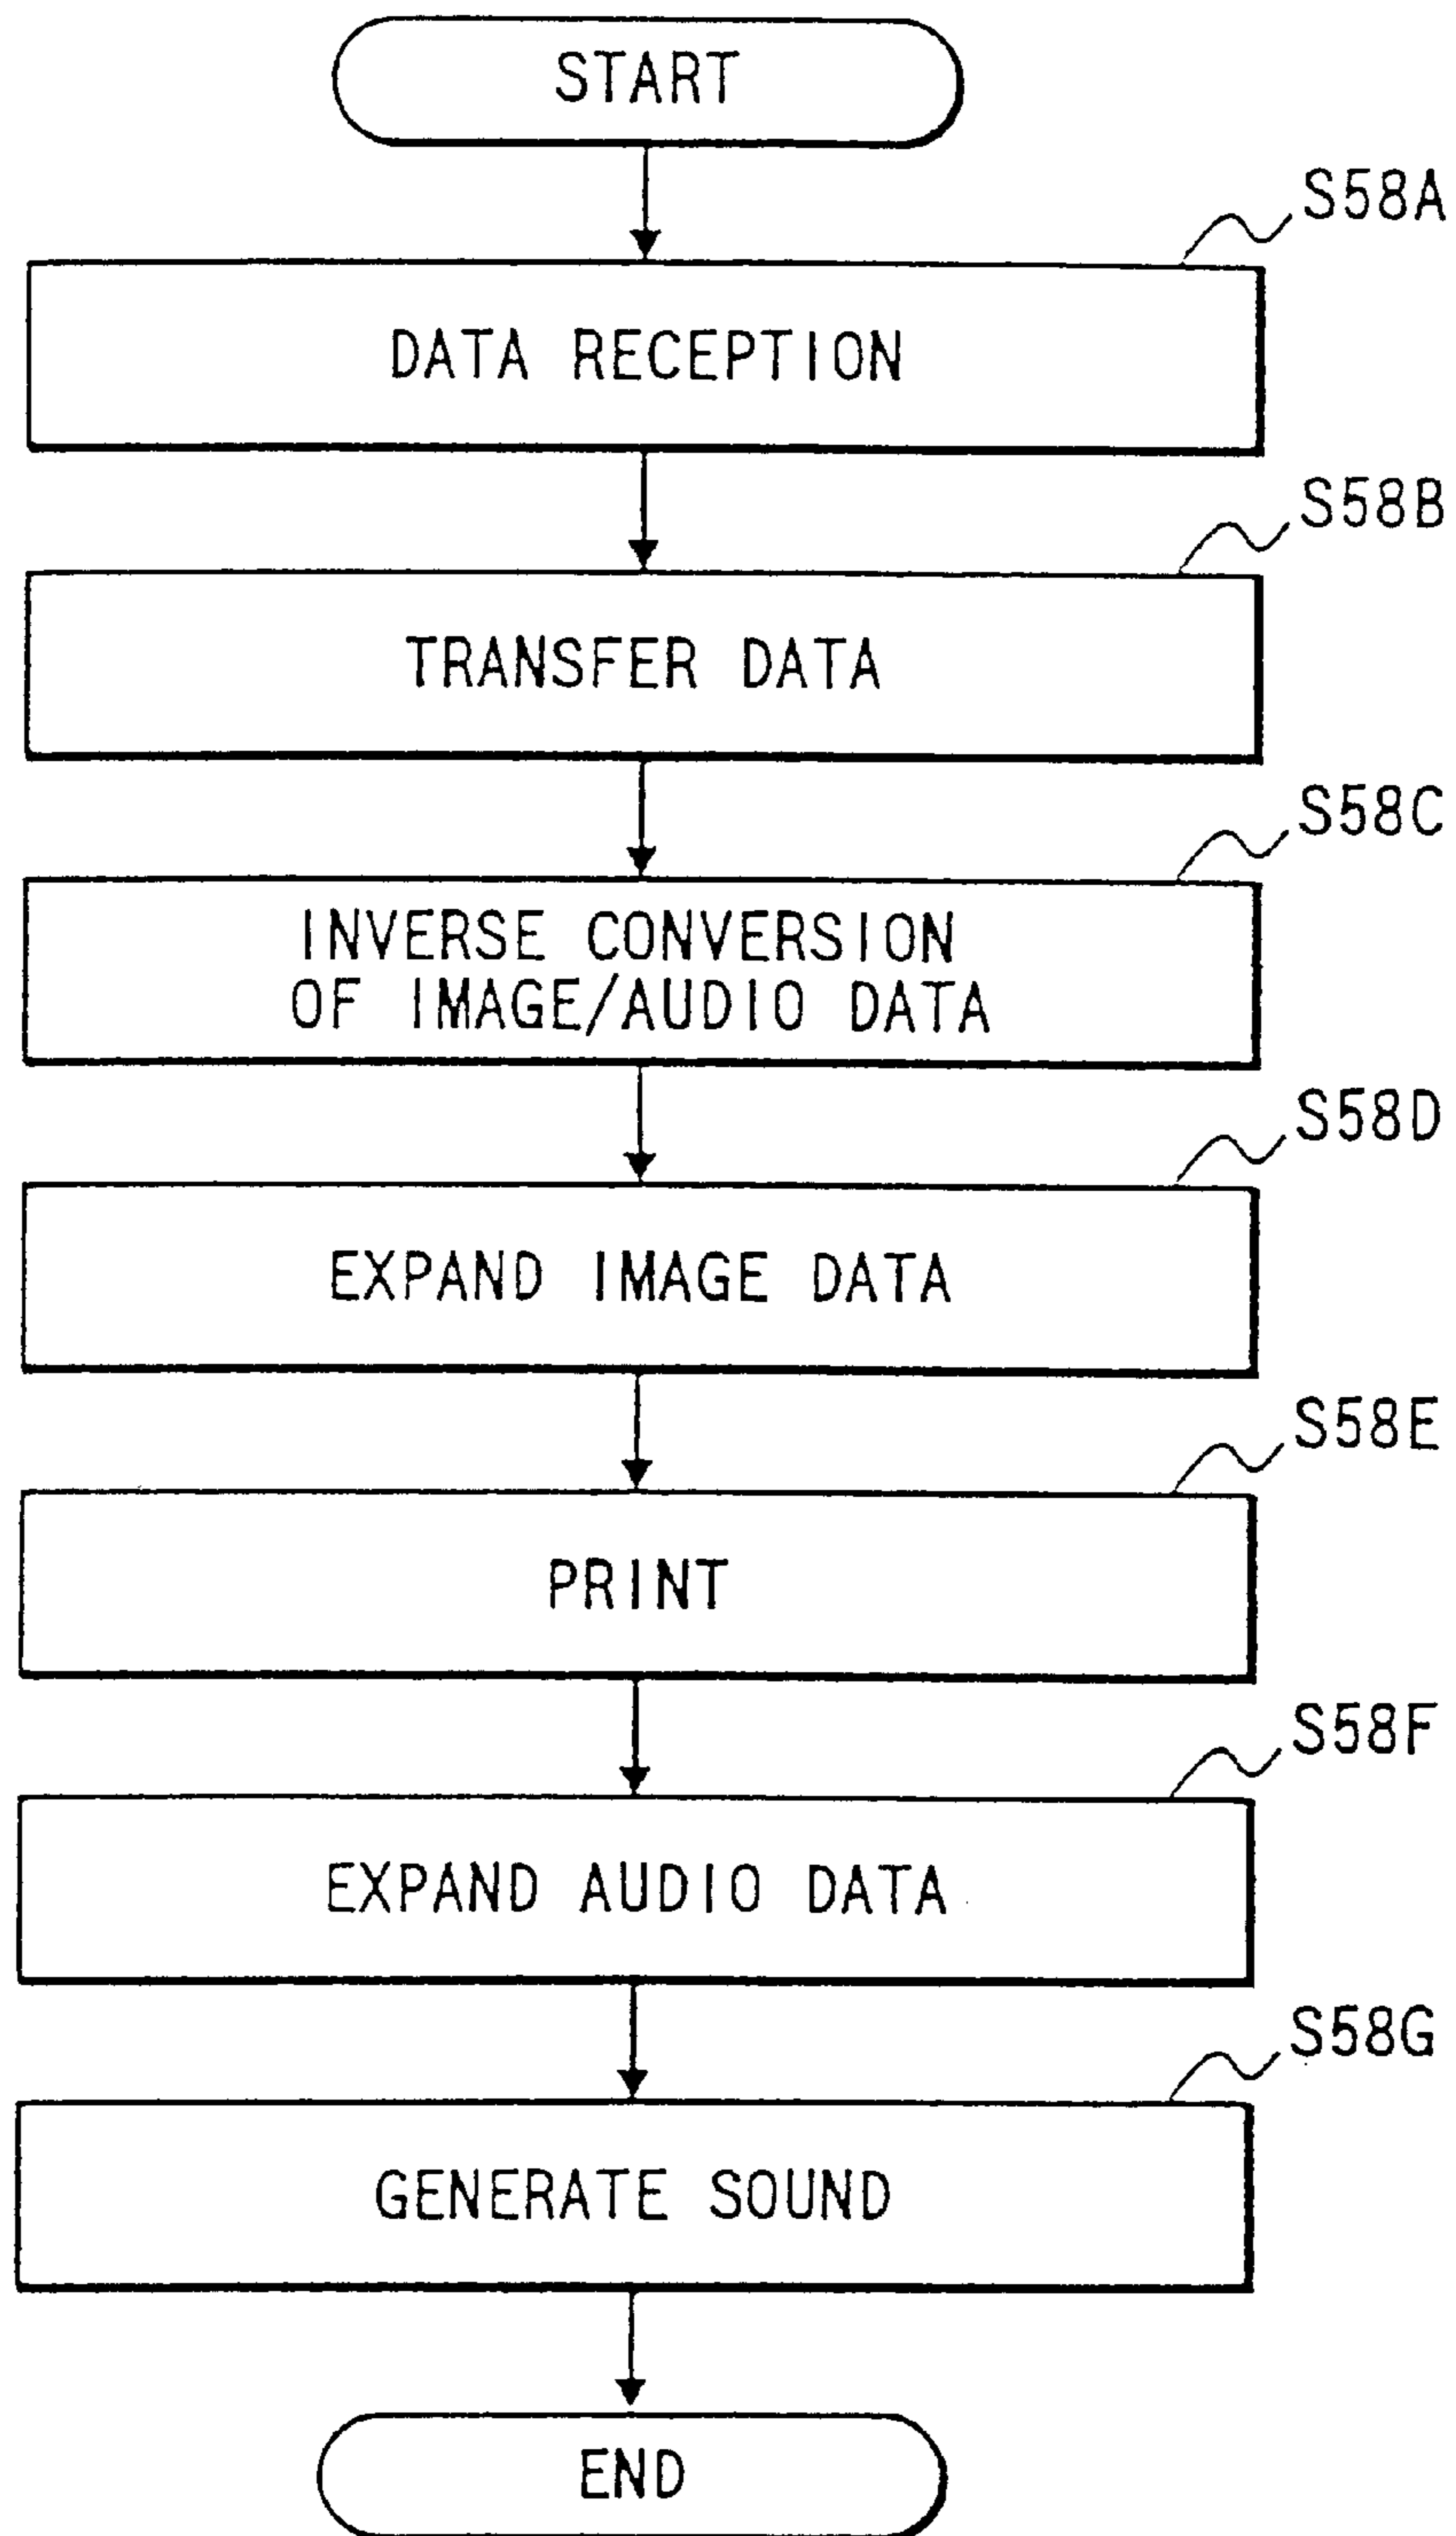 START
S58A
DATA RECEPTION
S58B
TRANSFER DATA
S58C
INVERSE CONVERSION
OF IMAGE/AUDIO DATA
S58D
EXPAND IMAGE DATA
S58E
PRINT
S58F
EXPAND AUDIO DATA
S58G
GENERATE SOUND
END